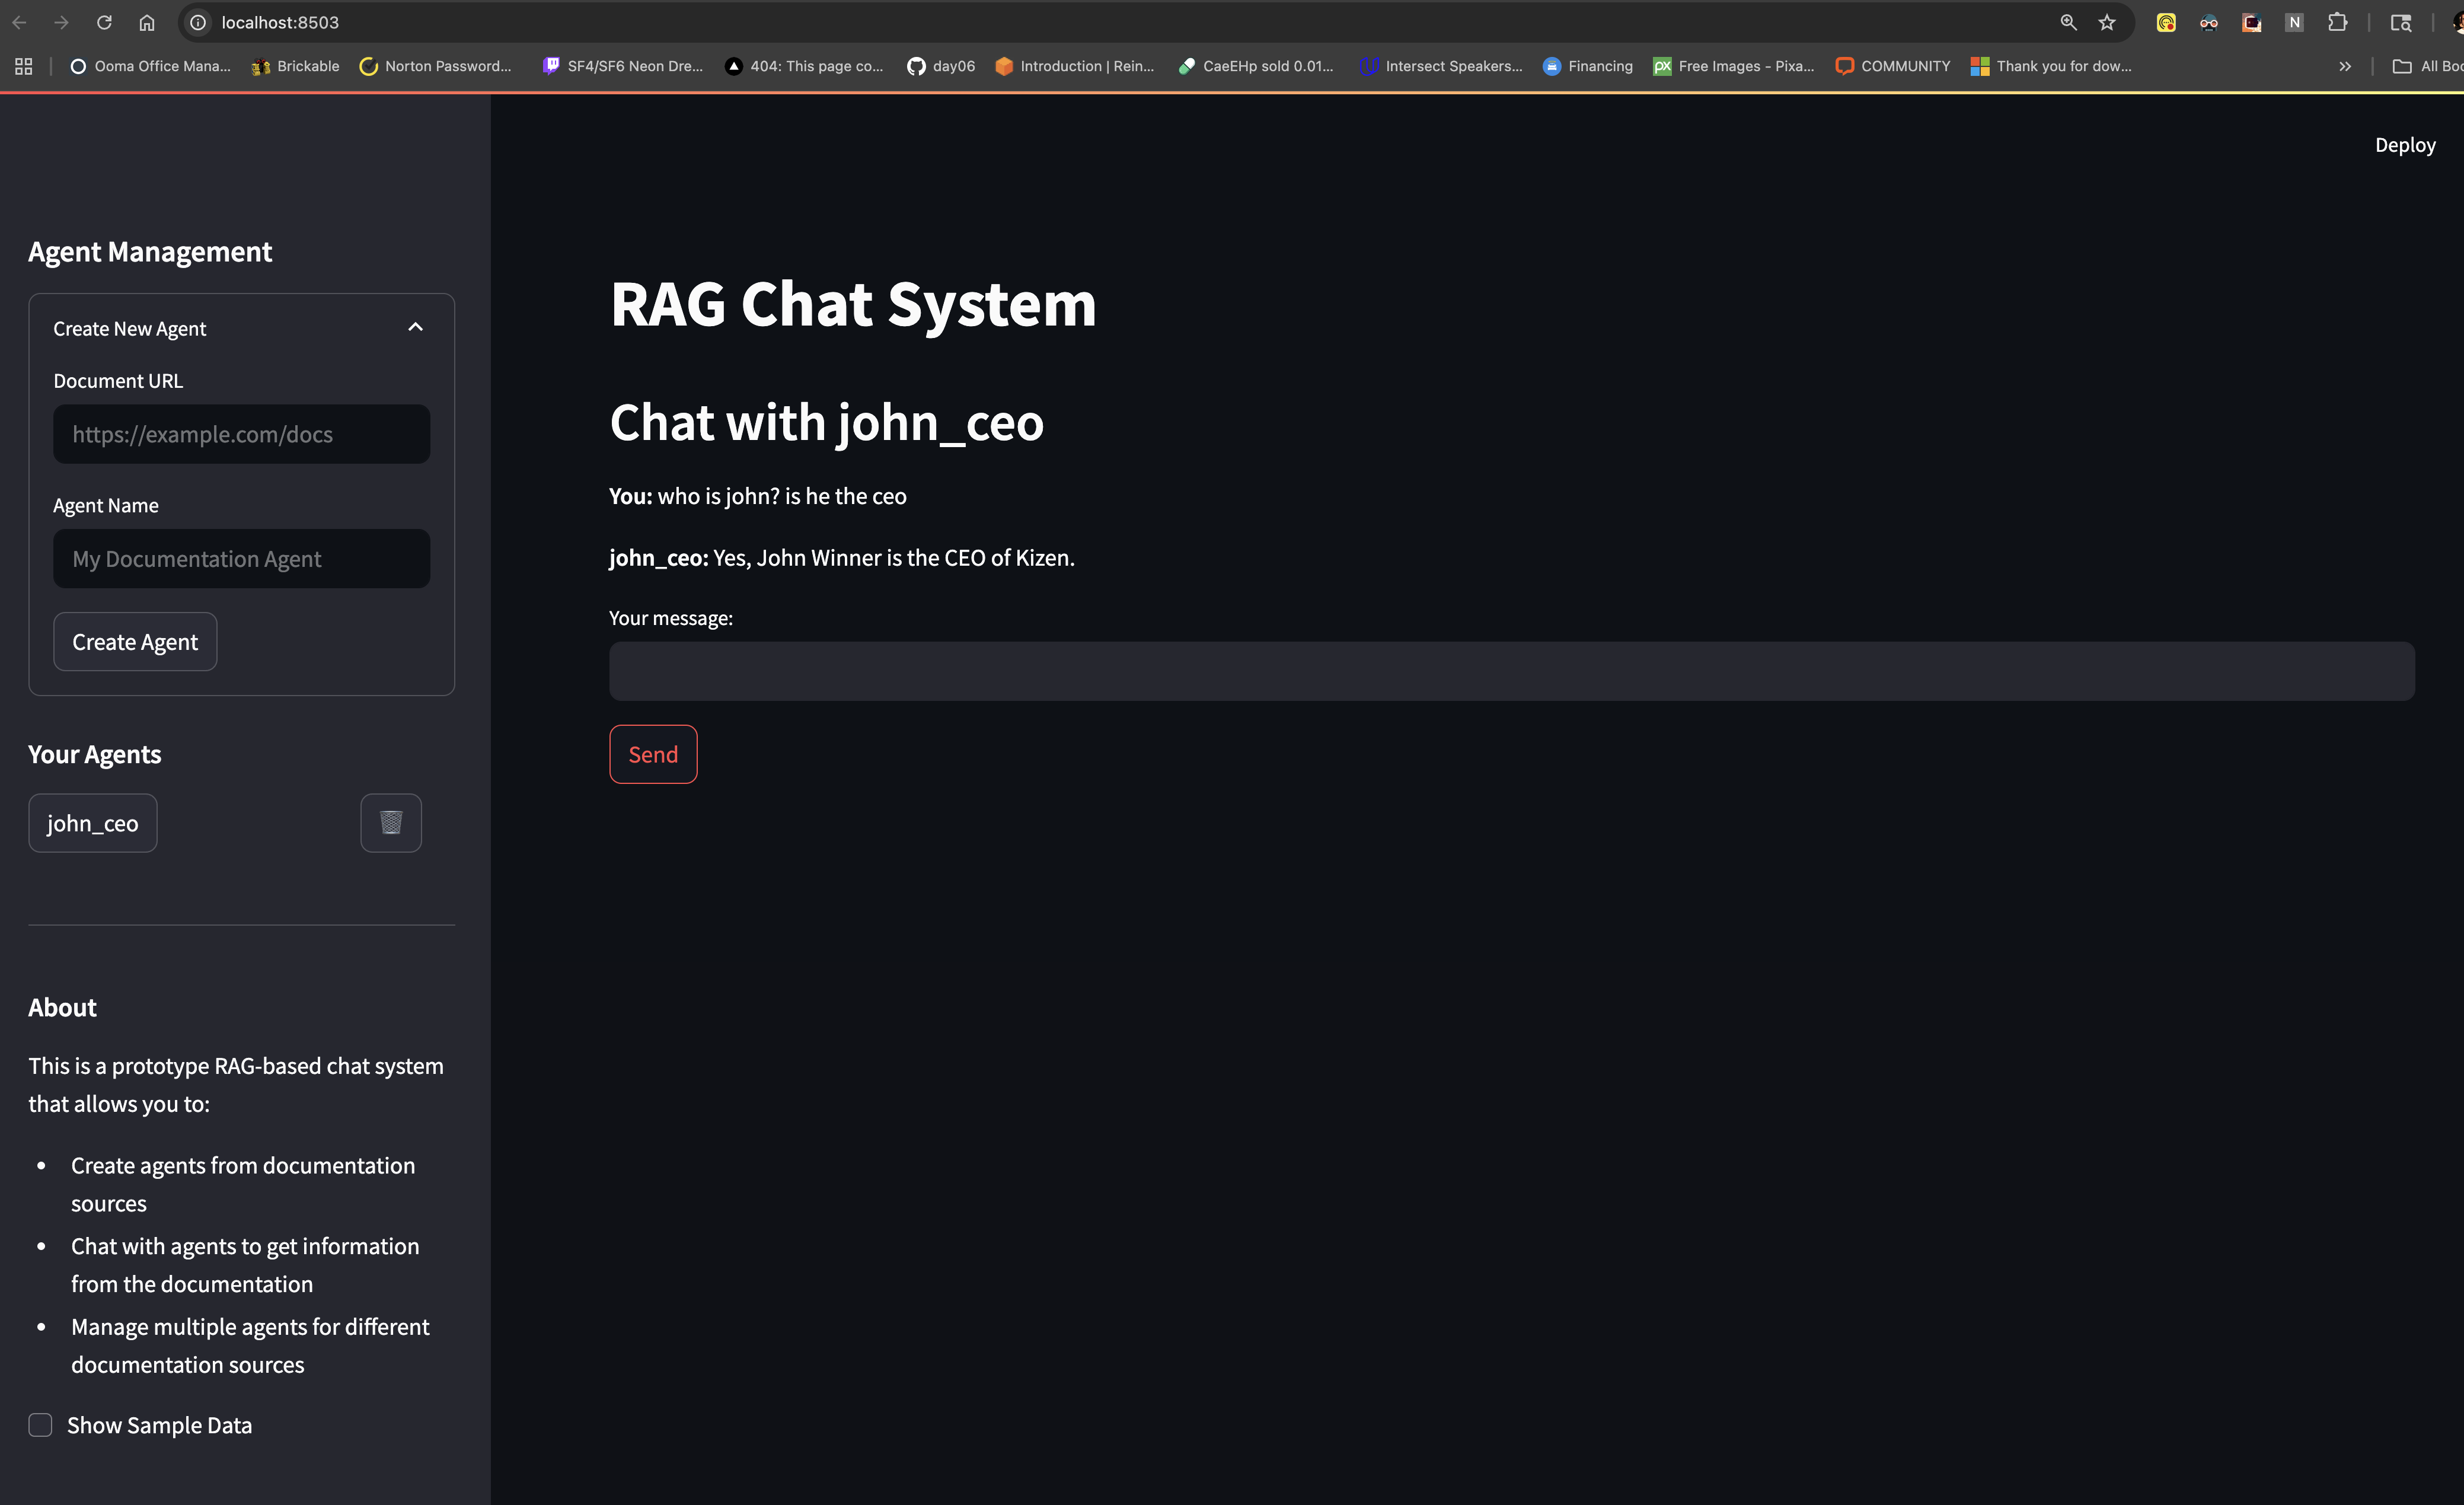 localhost:8503
N
Ooma Office Mana...
Brickable
Norton Password...
SF4/SF6 Neon Dre...
404: This page co...
day06
Introduction | Rein...
CaeEHp sold 0.01...
Intersect Speakers...
Financing
px
Free Images - Pixa...
COMMUNITY
Thank you for dow...
»
All Boo
Deploy
Agent Management
Create New Agent
Document URL
https://example.com/docs
Agent Name
My Documentation Agent
Create Agent
Your Agents
john_ceo
About
This is a prototype RAG-based chat system
that allows you to:
• Create agents from documentation
sources
• Chat with agents to get information
from the documentation
• Manage multiple agents for different
documentation sources
Show Sample Data
RAG Chat System
Chat with john_ceo
You: who is john? is he the ceo
john_ceo: Yes, John Winner is the CEO of Kizen.
Your message:
Send